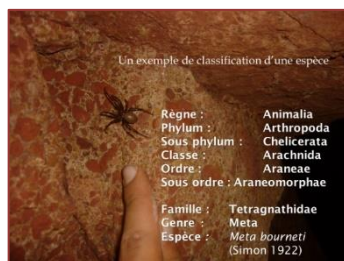 Un exemple de classification d'une espèce
Règne : Animalia
Phylum : Arthropoda
Sous phylum : Chelicerata
Classe : Arachnida
Ordre : Araneae
Sous ordre : Araneomorphae
Famille : Tetragnathidae
Genre : Meta
Espèce : Meta bourneti
(Simon 1922)